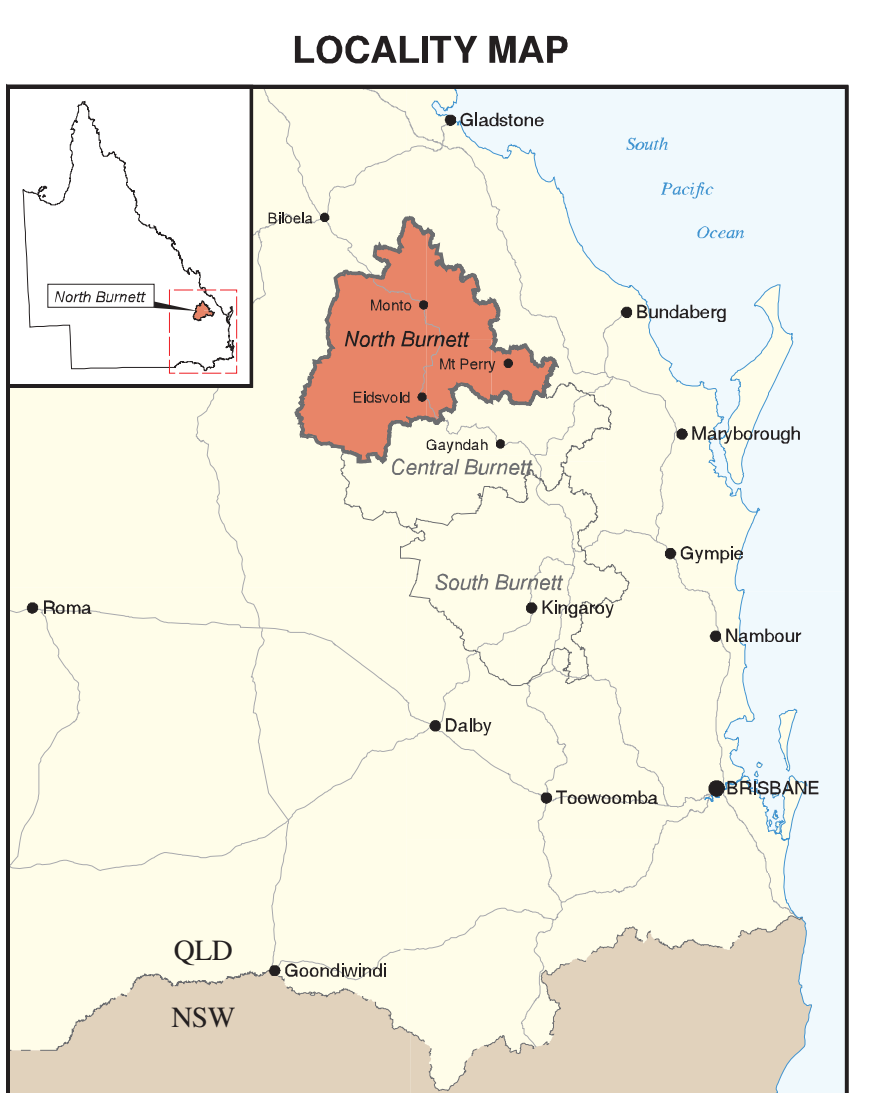 LOCALITY MAP
Gladstone
South
Pacific
Ocean
Biloela
North Burnett
Monto
Bundaberg
North Burnett
Mt Perry
Eidsvold
Maryborough
Gayndah
Central Burnett
Gympie
South Burnett
Roma
Kingaroy
Nambour
Dalby
BRISBANE
Toowoomba
QLD
Goondiwindi
NSW